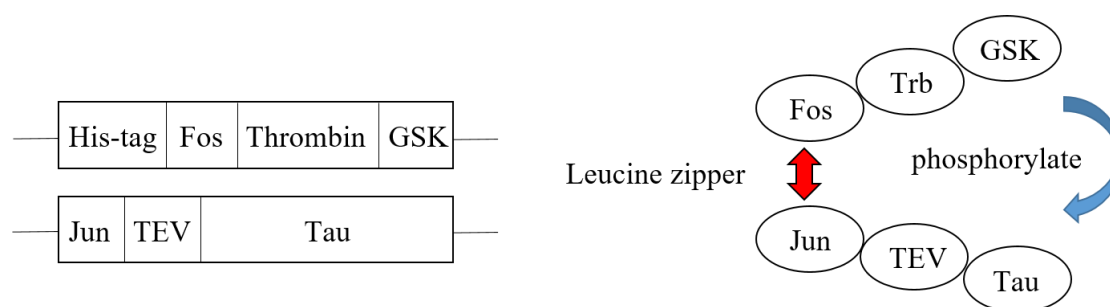 His-tag Fos Thrombin GSK
Jun TEV Tau
GSK
Trb
Fos
Leucine zipper
phosphorylate
Jun
TEV
Tau